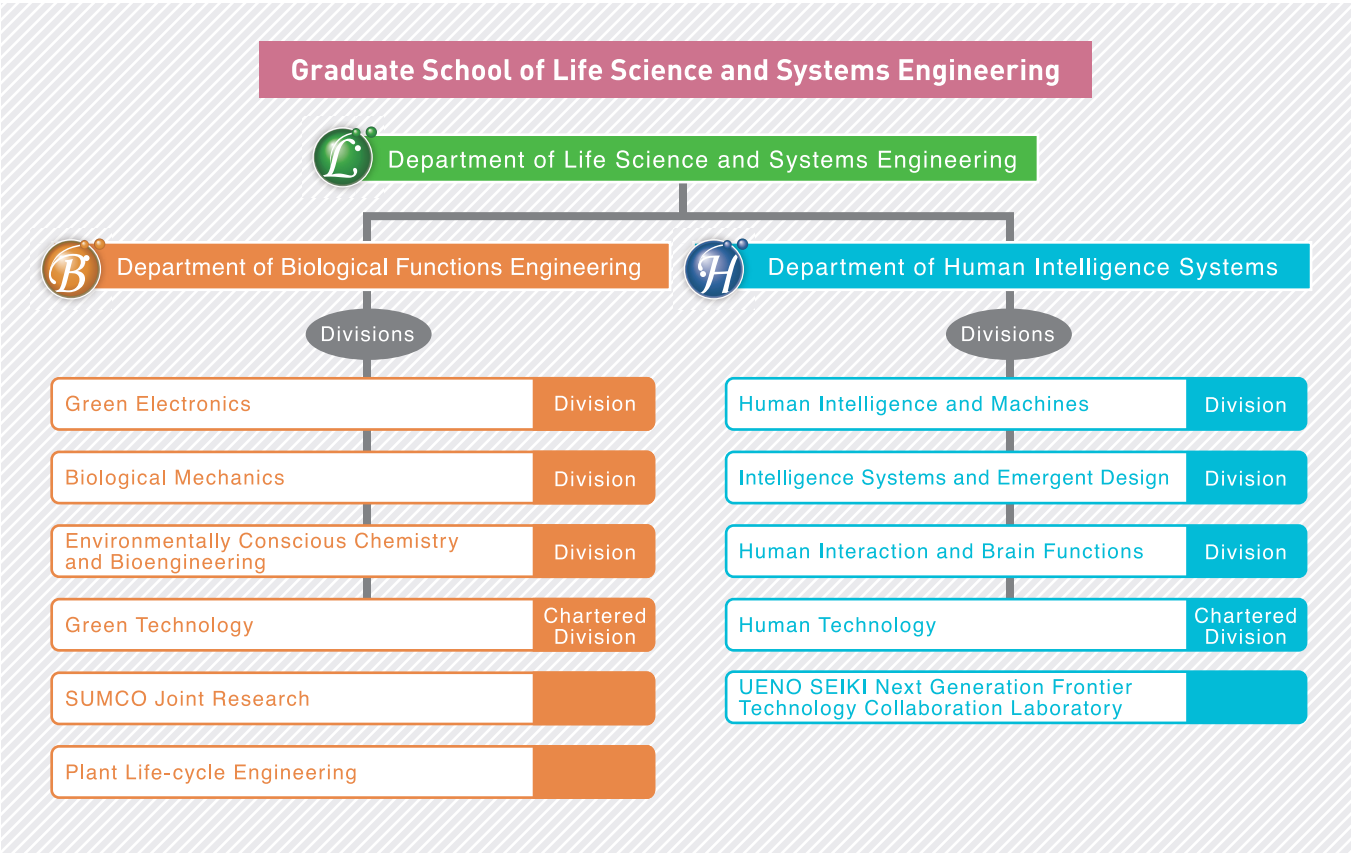 Graduate School of Life Science and Systems Engineering
L Department of Life Science and Systems Engineering
B Department of Biological Functions Engineering
Divisions
Green Electronics Division
Biological Mechanics Division
Environmentally Conscious Chemistry
and Bioengineering Division
Green Technology Chartered
Division
SUMCO Joint Research
Plant Life-cycle Engineering
H Department of Human Intelligence Systems
Divisions
Human Intelligence and Machines Division
Intelligence Systems and Emergent Design Division
Human Interaction and Brain Functions Division
Human Technology Chartered
Division
UENO SEIKI Next Generation Frontier
Technology Collaboration Laboratory